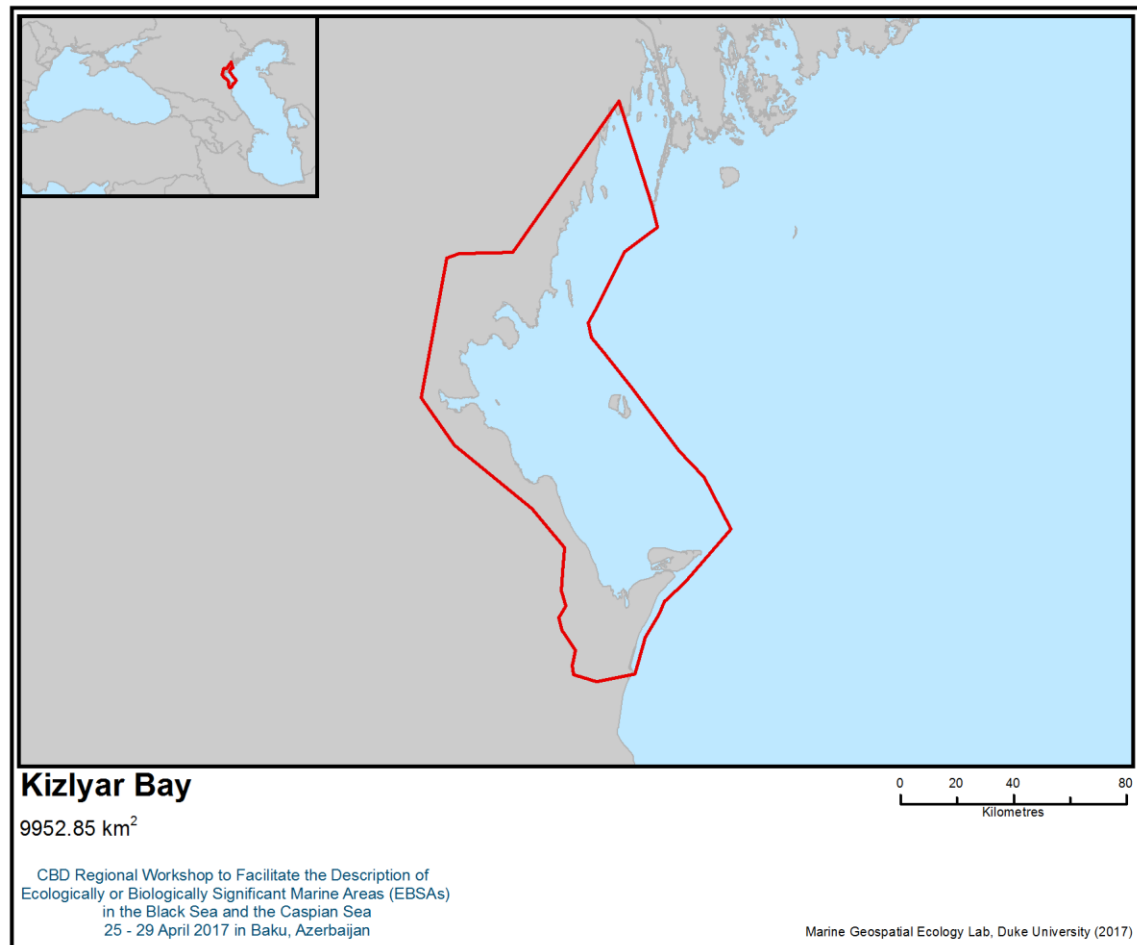 Kizlyar Bay
9952.85 km²
0 20 40 80
Kilometres
CBD Regional Workshop to Facilitate the Description of
Ecologically or Biologically Significant Marine Areas (EBSAs)
in the Black Sea and the Caspian Sea
25 - 29 April 2017 in Baku, Azerbaijan
Marine Geospatial Ecology Lab, Duke University (2017)